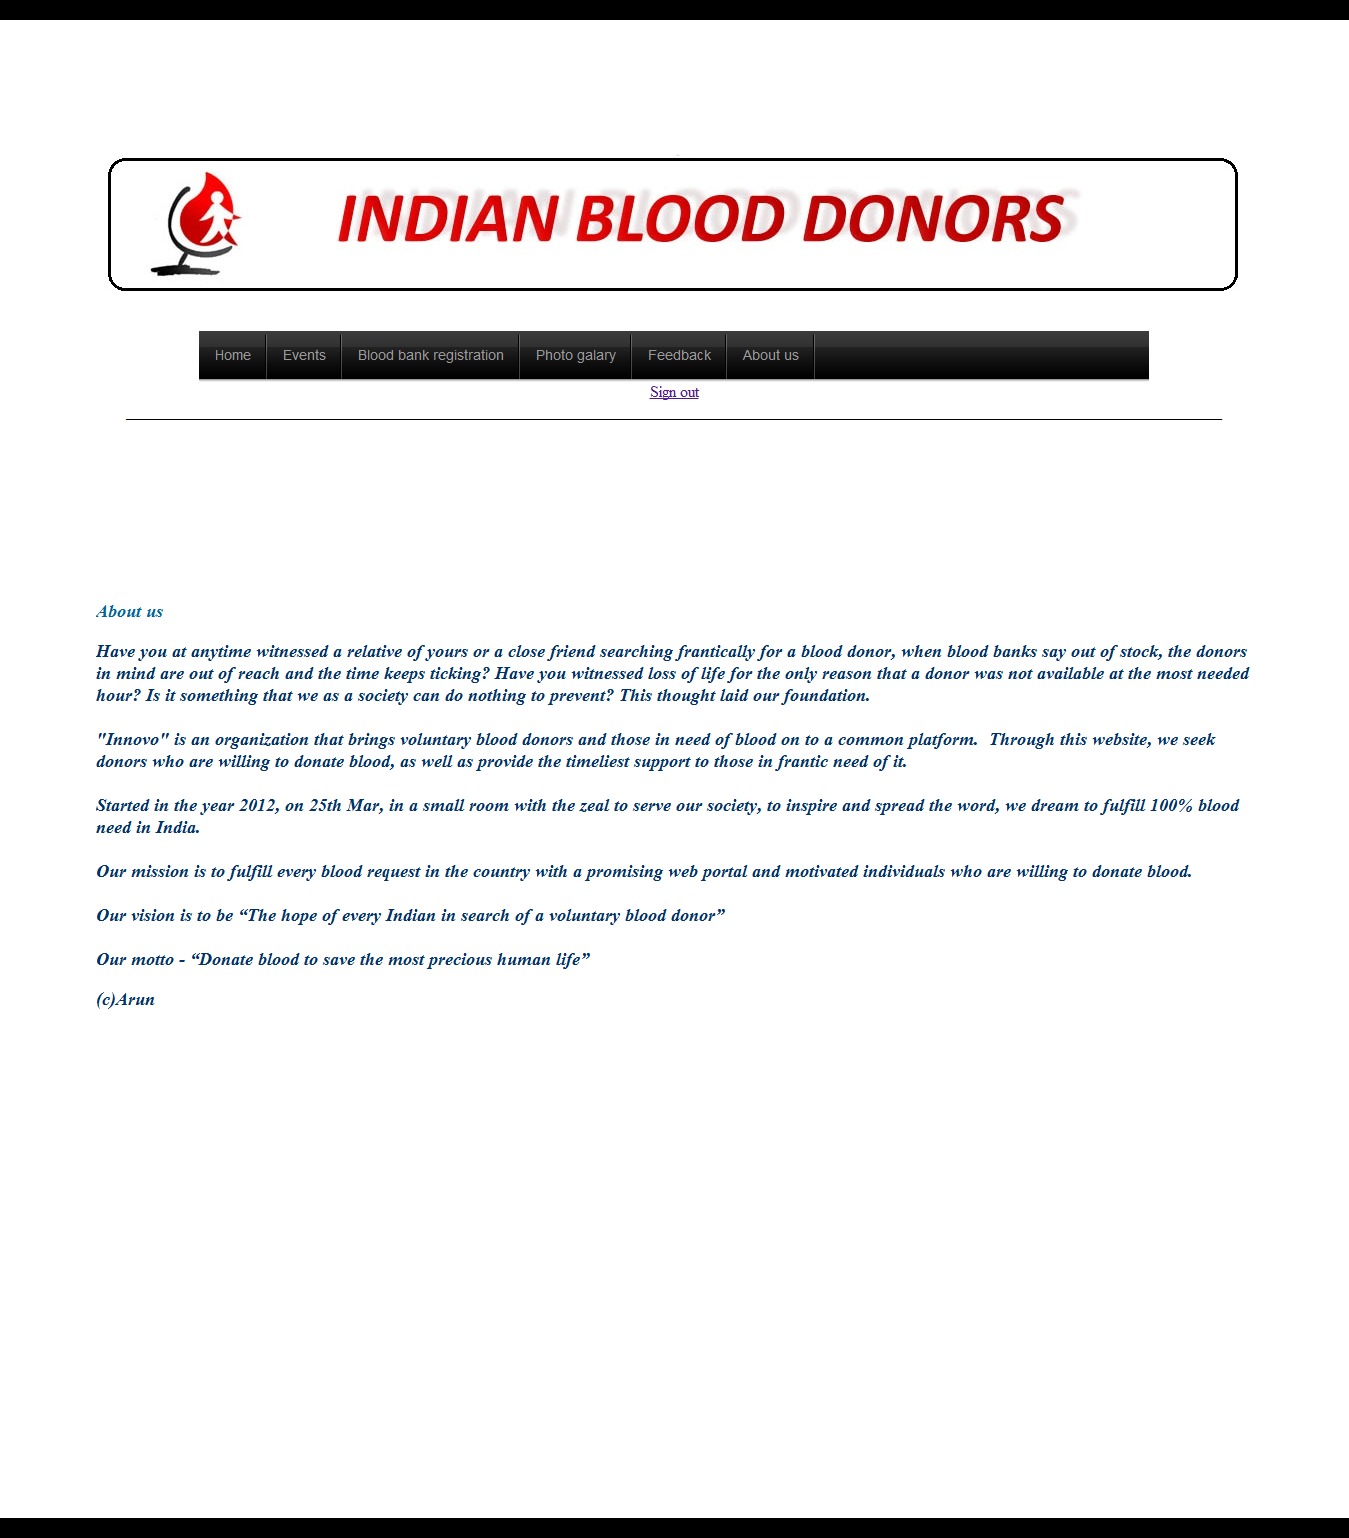 INDIAN BLOOD DONORS
Home Events Blood bank registration Photo galary Feedback About us
Sign out
About us
Have you at anytime witnessed a relative of yours or a close friend searching frantically for a blood donor, when blood banks say out of stock, the donors
in mind are out of reach and the time keeps ticking? Have you witnessed loss of life for the only reason that a donor was not available at the most needed
hour? Is it something that we as a society can do nothing to prevent? This thought laid our foundation.
"Innovo" is an organization that brings voluntary blood donors and those in need of blood on to a common platform.  Through this website, we seek
donors who are willing to donate blood, as well as provide the timeliest support to those in frantic need of it.
Started in the year 2012, on 25th Mar, in a small room with the zeal to serve our society, to inspire and spread the word, we dream to fulfill 100% blood
need in India.
Our mission is to fulfill every blood request in the country with a promising web portal and motivated individuals who are willing to donate blood.
Our vision is to be “The hope of every Indian in search of a voluntary blood donor”
Our motto - “Donate blood to save the most precious human life”
(c)Arun